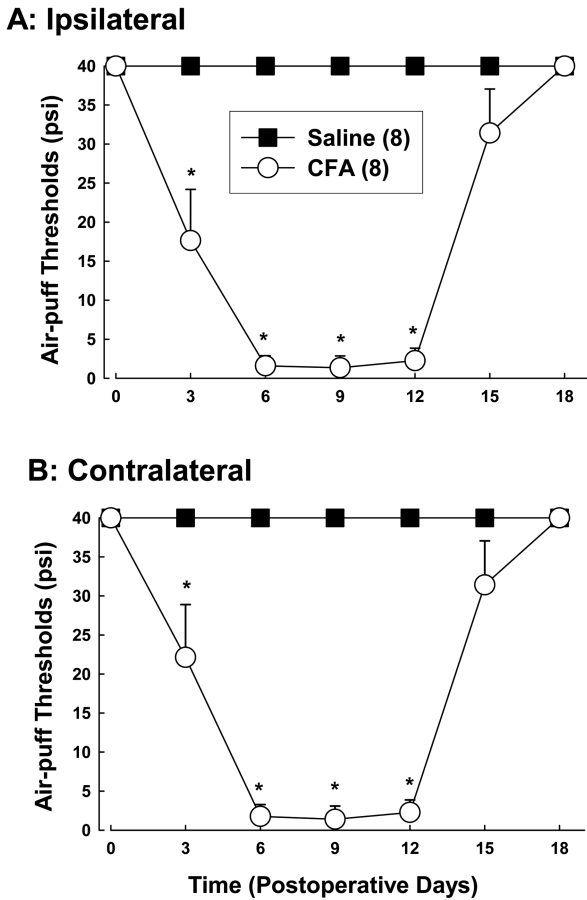 A: Ipsilateral
Air-puff Thresholds (psi)
40
35
30
25
20
15
10
5
0
Saline (8)
CFA (8)
*
* * *
0 3 6 9 12 15 18
B: Contralateral
Air-puff Thresholds (psi)
40
35
30
25
20
15
10
5
0
*
* * *
0 3 6 9 12 15 18
Time (Postoperative Days)